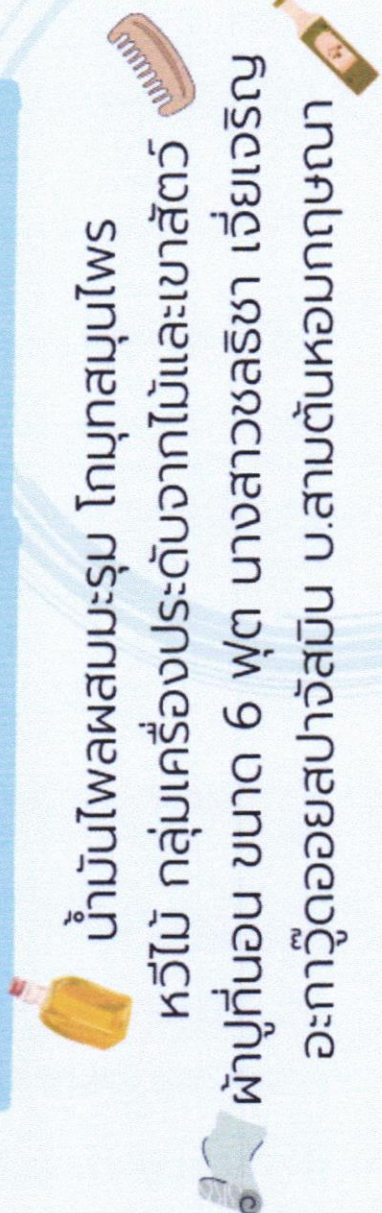 น้ำมันไพลผสมมะรุม โกมุทสมุนไพร
หวีไม้ กลุ่มเครื่องประดับจากไม้และเขาสัตว์
ผ้าปูที่นอน ขนาด 6 ฟุต นางสาวชลธิชา เจี่ยเจริญ
อะกาวู๊ดออยสปาจัสมิน บ.สามต้นหอมกฤษณา